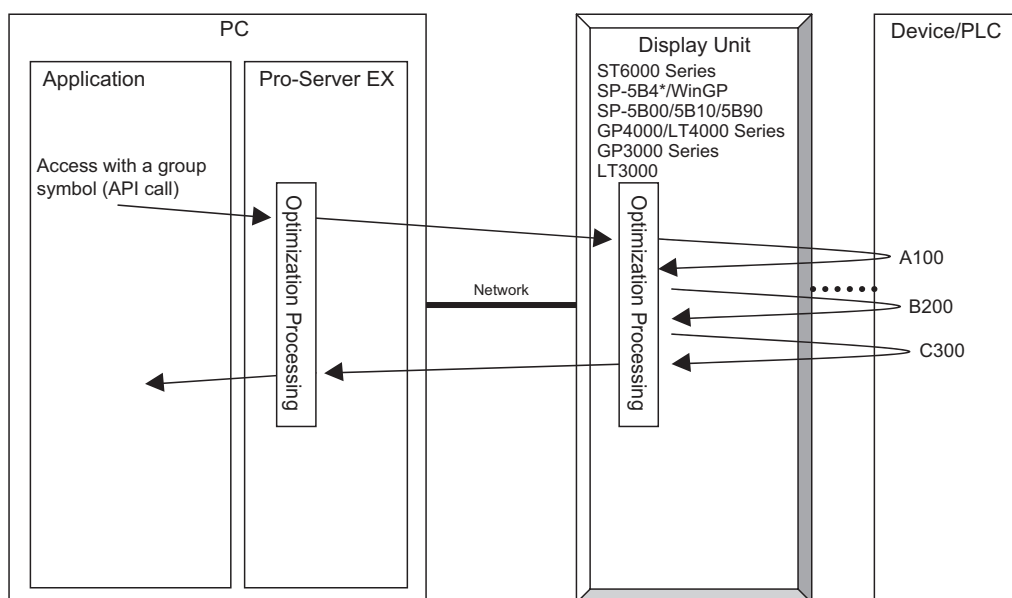 PC
Application
Pro-Server EX
Access with a group
symbol (API call)
Optimization Processing
Network
Display Unit
ST6000 Series
SP-5B4*/WinGP
SP-5B00/5B10/5B90
GP4000/LT4000 Series
GP3000 Series
LT3000
Optimization Processing
Device/PLC
A100
B200
C300